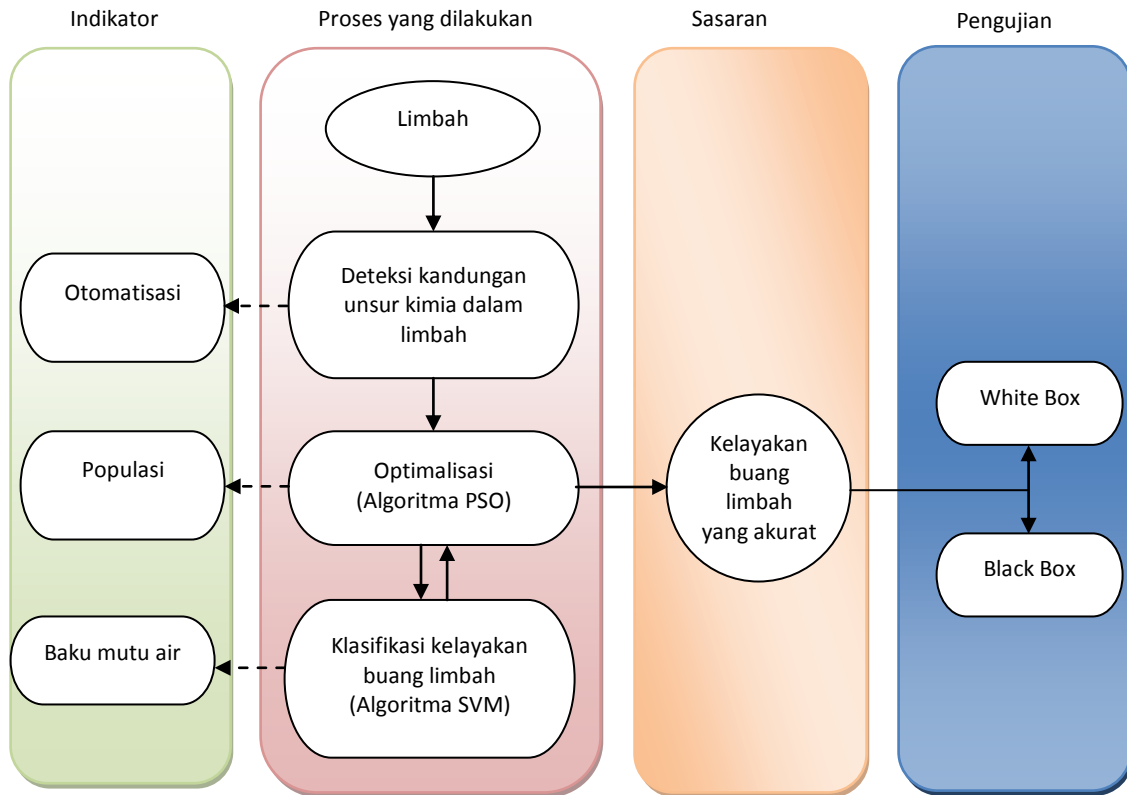 Indikator
Proses yang dilakukan
Sasaran
Pengujian
Limbah
Deteksi kandungan
unsur kimia dalam
limbah
Otomatisasi
Optimalisasi
(Algoritma PSO)
Populasi
Klasifikasi kelayakan
buang limbah
(Algoritma SVM)
Baku mutu air
Kelayakan
buang
limbah
yang akurat
White Box
Black Box